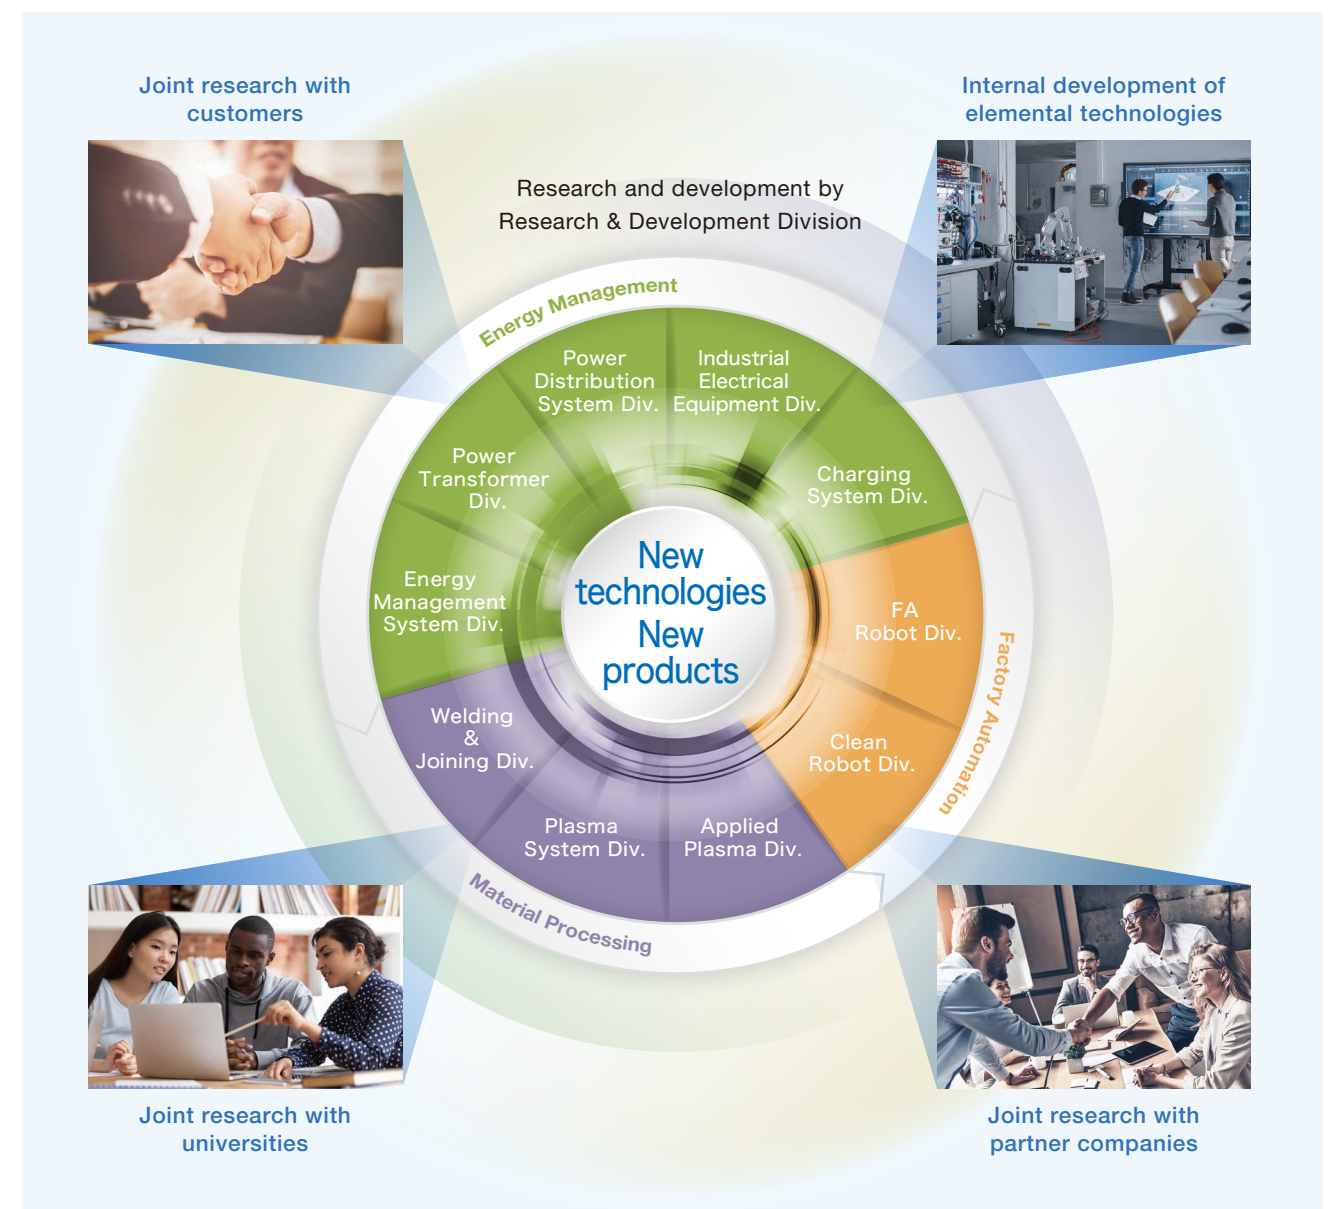 Joint research with
customers
Internal development of
elemental technologies
Research and development by
Research & Development Division
Energy Management
Power
Distribution
System Div.
Industrial
Electrical
Equipment Div.
Power
Transformer
Div.
Charging
System Div.
Energy
Management
System Div.
New
technologies
New
products
FA
Robot Div.
Factory Automation
Welding
&
Joining Div.
Clean
Robot Div.
Plasma
System Div.
Applied
Plasma Div.
Material Processing
Joint research with
universities
Joint research with
partner companies